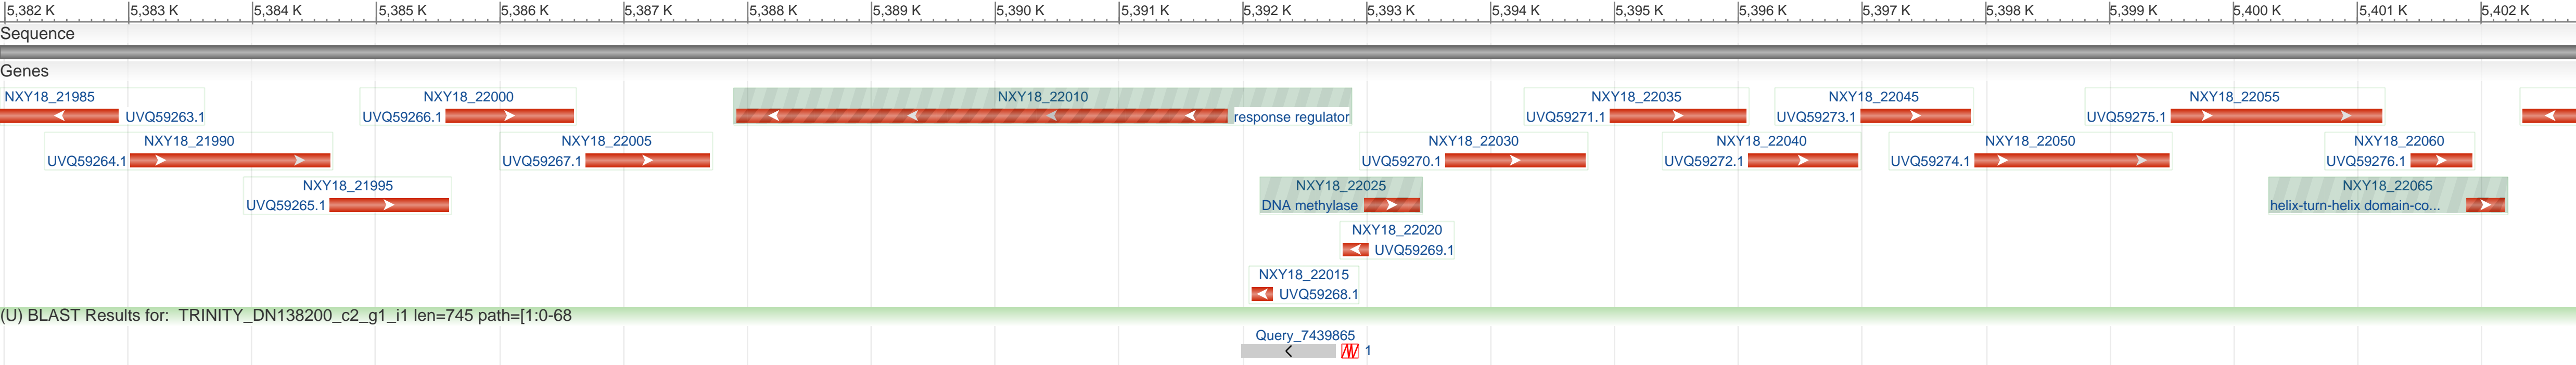 5,382 K 5,383 K 5,384 K 5,385 K 5,386 K 5,387 K 5,388 K 5,389 K 5,390 K 5,391 K 5,392 K 5,393 K 5,394 K 5,395 K 5,396 K 5,397 K 5,398 K 5,399 K 5,400 K 5,401 K 5,402 K
Sequence
Genes
NXY18_21985 NXY18_22000 NXY18_22010 NXY18_22035 NXY18_22045 NXY18_22055
UVQ59263.1 UVQ59266.1 response regulator UVQ59271.1 UVQ59273.1 UVQ59275.1
NXY18_21990 NXY18_22005 NXY18_22030 NXY18_22040 NXY18_22050 NXY18_22060
UVQ59264.1 UVQ59267.1 UVQ59270.1 UVQ59272.1 UVQ59274.1 UVQ59276.1
NXY18_21995 NXY18_22025 NXY18_22065
UVQ59265.1 DNA methylase helix-turn-helix domain-co...
NXY18_22020
UVQ59269.1
NXY18_22015
UVQ59268.1
(U) BLAST Results for: TRINITY_DN138200_c2_g1_i1 len=745 path=[1:0-68
Query_7439865
1